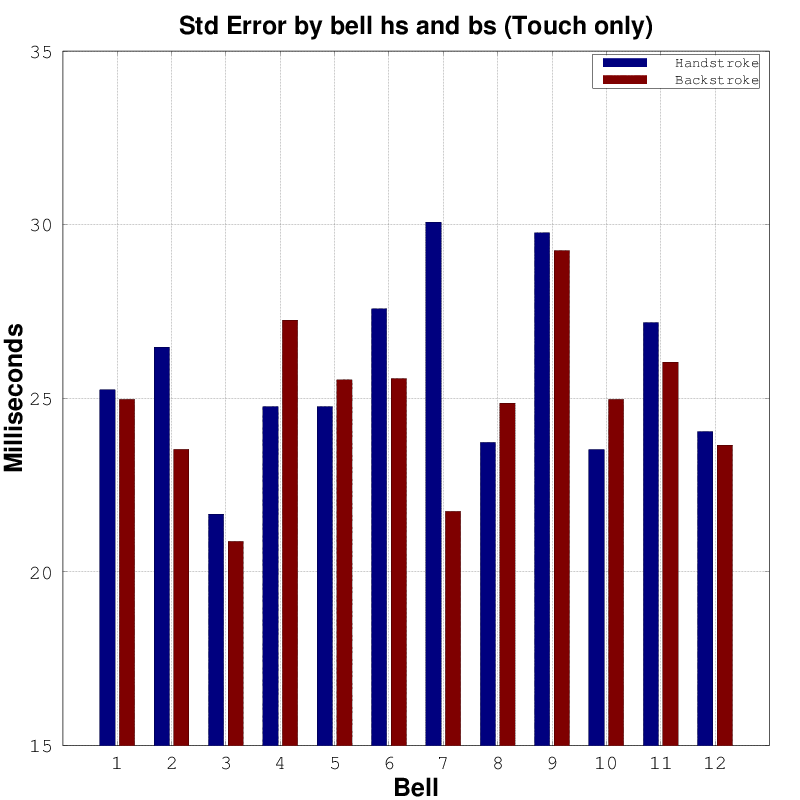 Std Error by bell hs and bs (Touch only)
Handstroke
Backstroke
35
30
25
20
15
Milliseconds
1 2 3 4 5 6 7 8 9 10 11 12
Bell